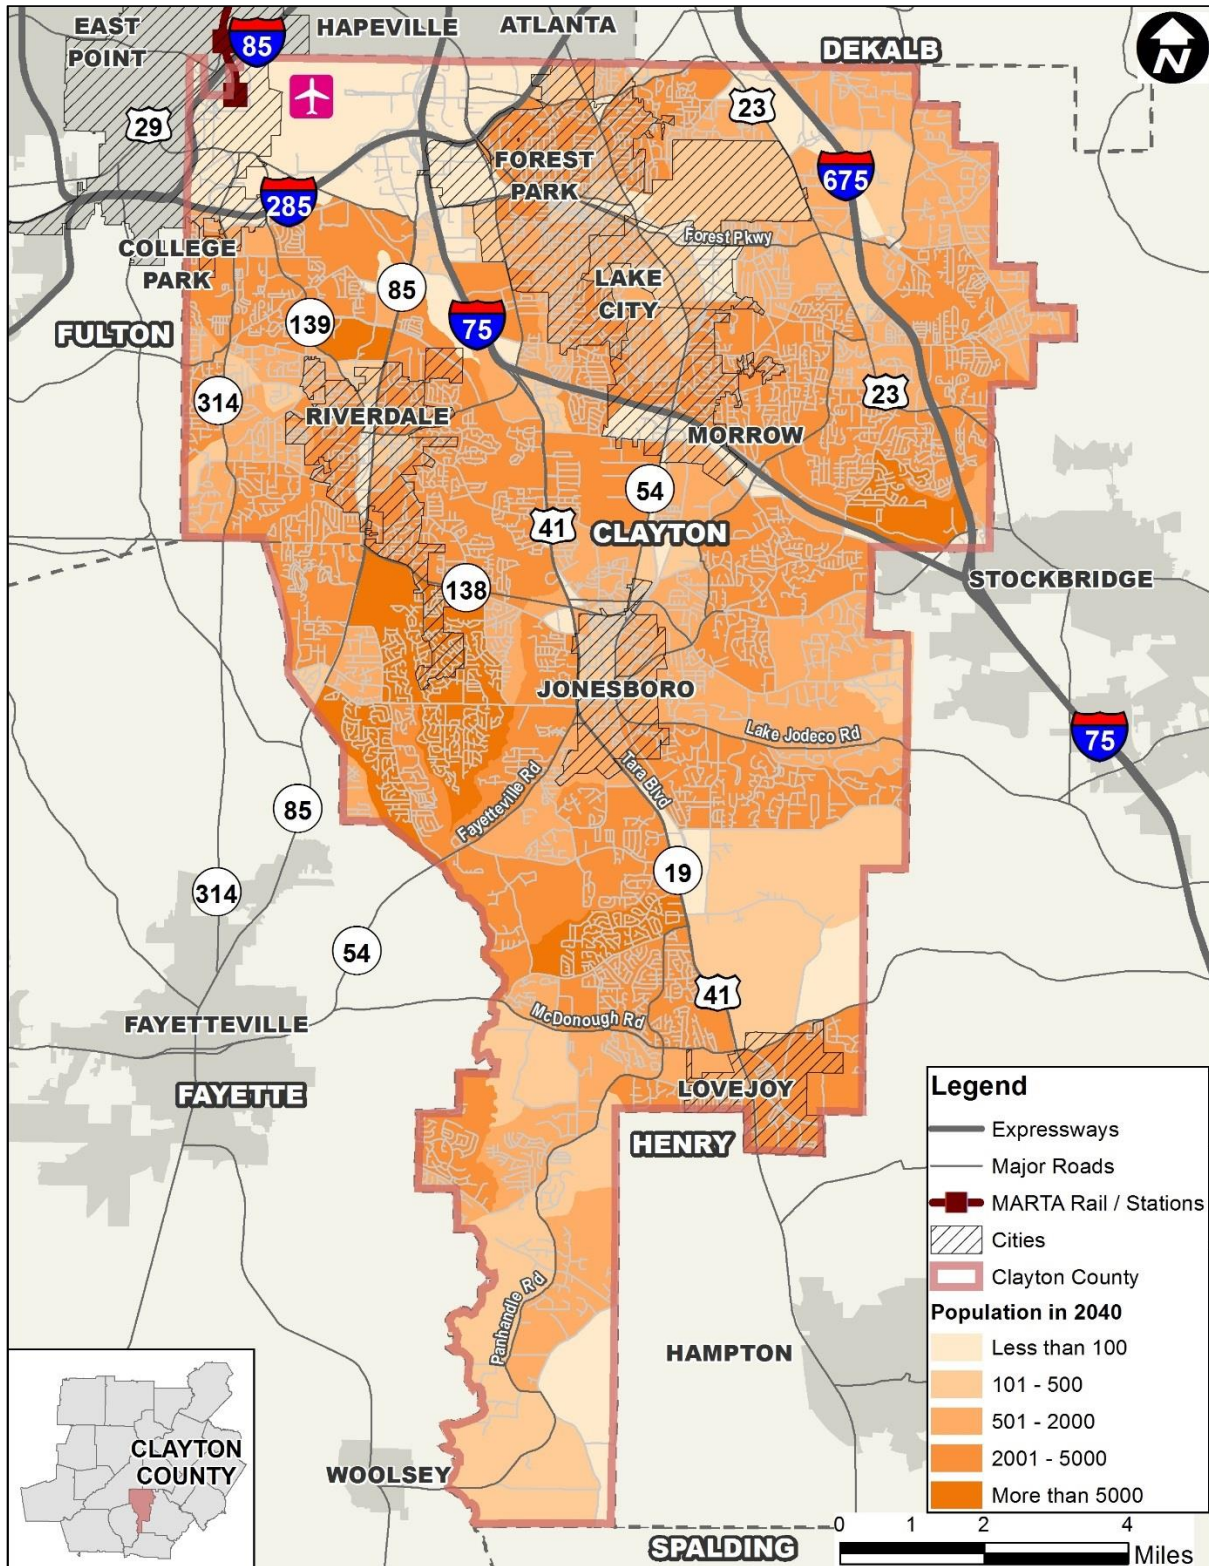 EAST
POINT
85
HAPEVILLE
ATLANTA
DEKALB
N
29
23
FOREST
PARK
675
285
COLLEGE
PARK
Forest Pkwy
85
LAKE
CITY
FULTON
139
75
314
RIVERDALE
23
MORROW
54
41
CLAYTON
138
STOCKBRIDGE
JONESBORO
Lake Jodeco Rd
75
Tara Blvd
Fayetteville Rd
85
19
314
54
41
FAYETTEVILLE
McDonough Rd
FAYETTE
LOVEJOY
HENRY
Panhandle Rd
HAMPTON
WOOLSEY
SPALDING
Legend
Expressways
Major Roads
MARTA Rail / Stations
Cities
Clayton County
Population in 2040
Less than 100
101 - 500
501 - 2000
2001 - 5000
More than 5000
0 1 2 4
Miles
CLAYTON
COUNTY